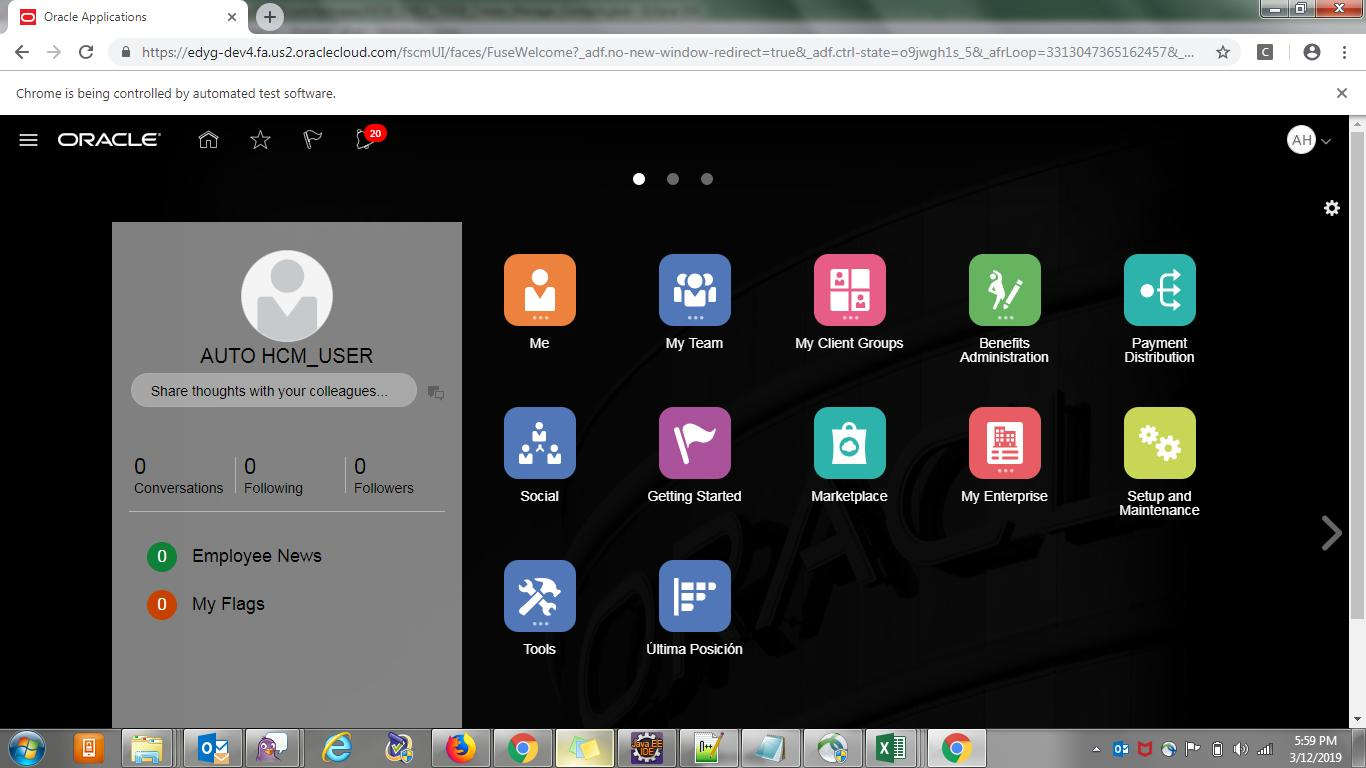 Oracle Applications
https://edyg-dev4.fa.us2.oraclecloud.com/fscmUI/faces/FuseWelcome?_adf.no-new-window-redirect=true&_adf.ctrl-state=o9jwgh1s_5&_afrLoop=3313047365162457&_...
C
Chrome is being controlled by automated test software.
ORACLE
20
AH
AUTO HCM_USER
Share thoughts with your colleagues...
0
Conversations
0
Following
0
Followers
0 Employee News
0 My Flags
Me
My Team
My Client Groups
Benefits
Administration
Payment
Distribution
Social
Getting Started
Marketplace
My Enterprise
Setup and
Maintenance
Tools
Última Posición
ORACL
Java EE
IDE
5:59 PM
3/12/2019